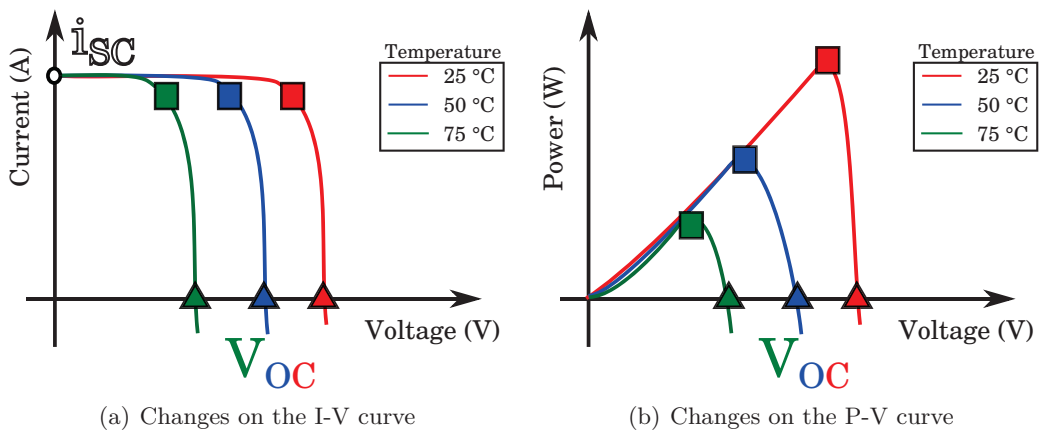 iSC
Current (A)
Temperature
25 °C
50 °C
75 °C
Voltage (V)
VOC
(a) Changes on the I-V curve
Power (W)
Temperature
25 °C
50 °C
75 °C
Voltage (V)
VOC
(b) Changes on the P-V curve